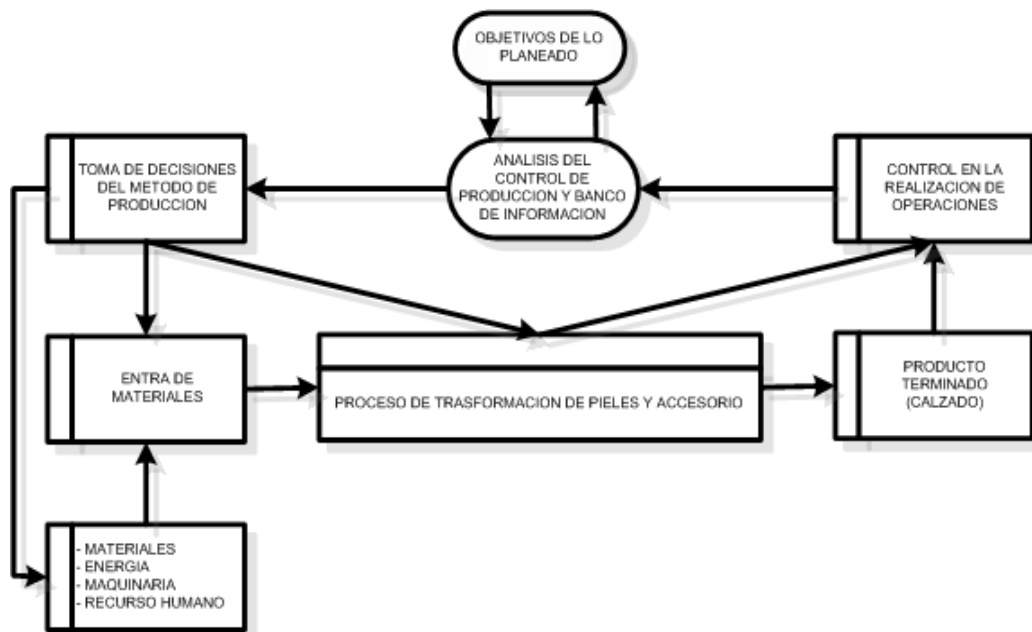 OBJETIVOS DE LO
PLANEADO
TOMA DE DECISIONES
DEL METODO DE
PRODUCCION
ANALISIS DEL
CONTROL DE
PRODUCCION Y BANCO
DE INFORMACION
CONTROL EN LA
REALIZACION DE
OPERACIONES
ENTRA DE
MATERIALES
PROCESO DE TRASFORMACION DE PIELES Y ACCESORIO
PRODUCTO
TERMINADO
(CALZADO)
- MATERIALES
- ENERGIA
- MAQUINARIA
- RECURSO HUMANO